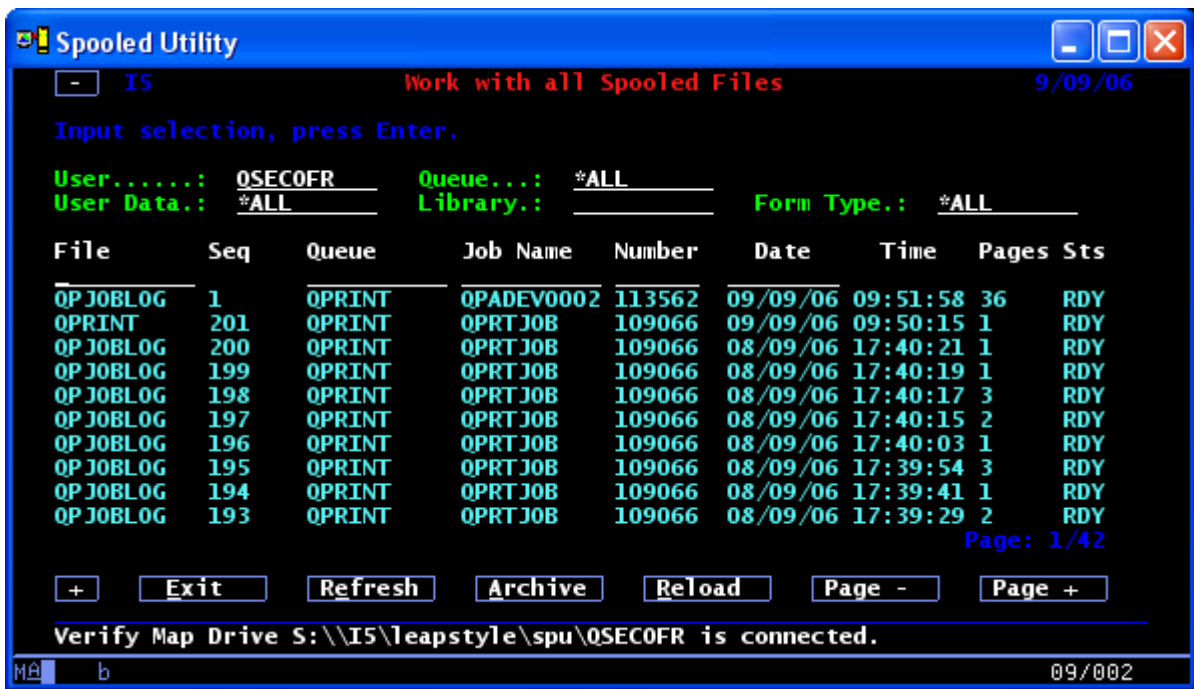 Spooled Utility
- I5 Work with all Spooled Files 9/09/06
Input selection, press Enter.
User......: QSECOFR Queue...: *ALL
User Data.: *ALL Library.: Form Type.: *ALL
File Seq Queue Job Name Number Date Time Pages Sts
QPJOBLOG 1 QPRINT QPADEV0002 113562 09/09/06 09:51:58 36 RDY
QPRINT 201 QPRINT QPRTJOB 109066 09/09/06 09:50:15 1 RDY
QPJOBLOG 200 QPRINT QPRTJOB 109066 08/09/06 17:40:21 1 RDY
QPJOBLOG 199 QPRINT QPRTJOB 109066 08/09/06 17:40:19 1 RDY
QPJOBLOG 198 QPRINT QPRTJOB 109066 08/09/06 17:40:17 3 RDY
QPJOBLOG 197 QPRINT QPRTJOB 109066 08/09/06 17:40:15 2 RDY
QPJOBLOG 196 QPRINT QPRTJOB 109066 08/09/06 17:40:03 1 RDY
QPJOBLOG 195 QPRINT QPRTJOB 109066 08/09/06 17:39:54 3 RDY
QPJOBLOG 194 QPRINT QPRTJOB 109066 08/09/06 17:39:41 1 RDY
QPJOBLOG 193 QPRINT QPRTJOB 109066 08/09/06 17:39:29 2 RDY
Page: 1/42
+ Exit Refresh Archive Reload Page - Page +
Verify Map Drive S:\\I5\leapstyle\spu\QSECOFR is connected.
MA b 09/002